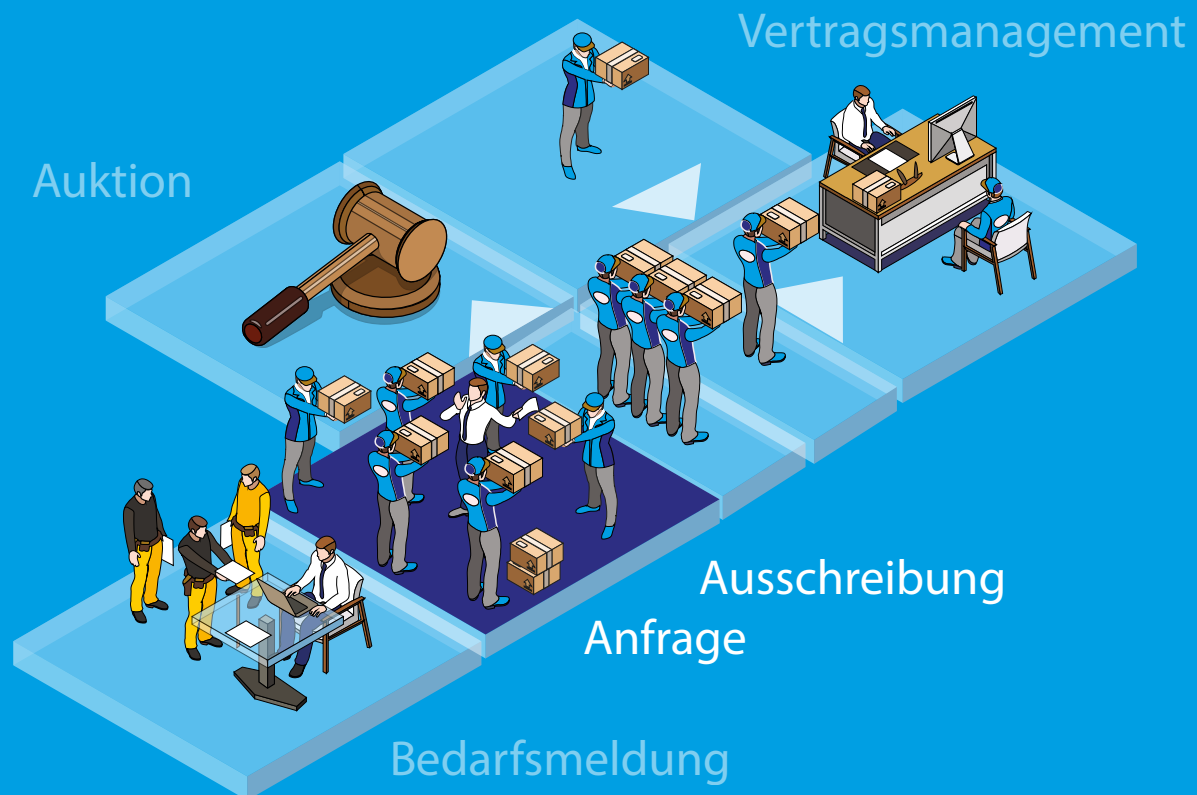 Vertragsmanagement
Auktion
Ausschreibung
Anfrage
Bedarfsmeldung